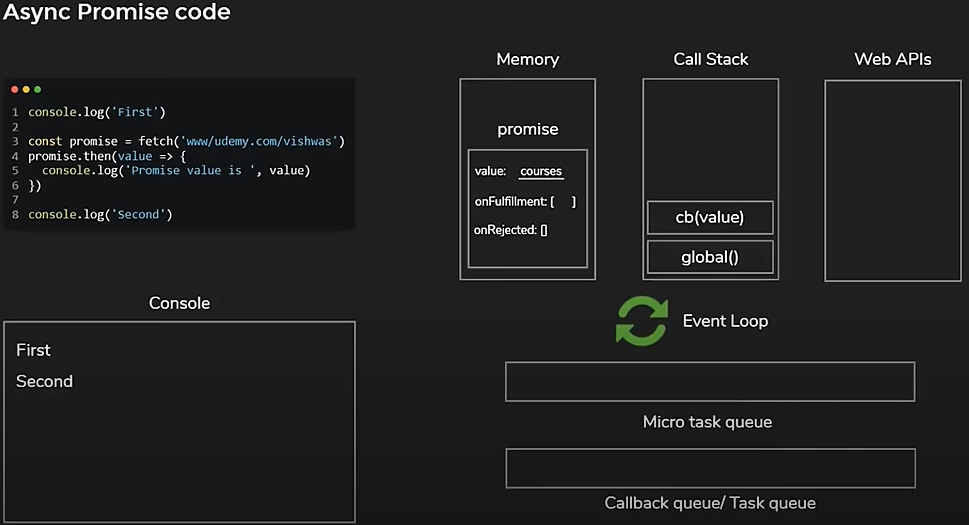 Async Promise code
Memory
Call Stack
Web APIs
1 console.log('First')
2
3 const promise = fetch('www/udemy.com/vishwas')
4 promise.then(value => {
5 console.log('Promise value is ', value)
6 })
7
8 console.log('Second')
promise
value: courses
onFulfillment: [ ]
onRejected: []
cb(value)
global()
Console
First
Second
Event Loop
Micro task queue
Callback queue/ Task queue